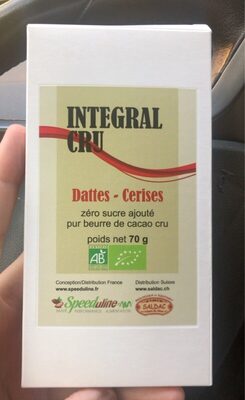 INTEGRAL
CRU
Dattes - Cerises
zéro sucre ajouté
pur beurre de cacao cru
poids net 70 g
AB
Conception/Distribution France
www.speeduline.fr
Distribution Suisse
www.saldac.ch
Speeduline
SALDAC